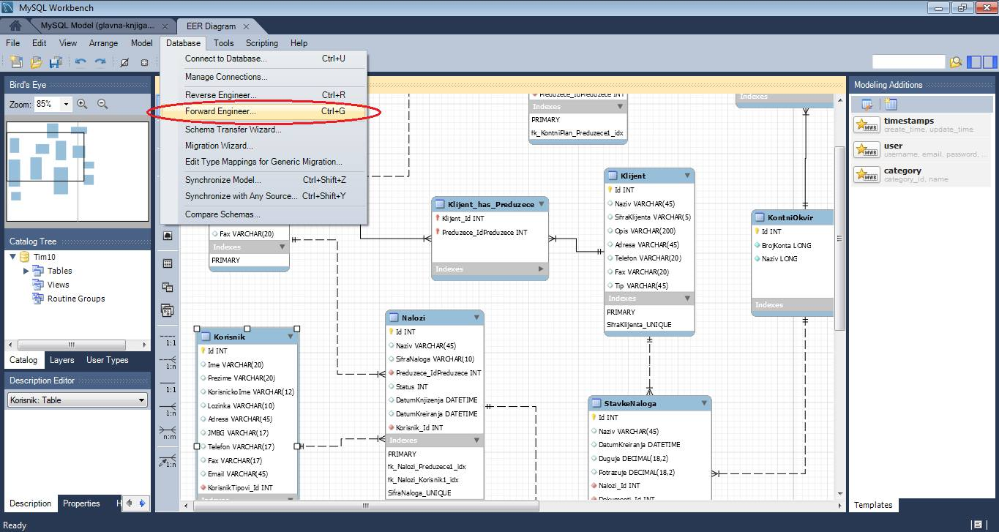 MySQL Workbench
MySQL Model (glavna-knjiga....
EER Diagram
File Edit View Arrange Model Database Tools Scripting Help
Connect to Database... Ctrl+U
Manage Connections...
Reverse Engineer... Ctrl+R
Forward Engineer... Ctrl+G
Schema Transfer Wizard...
Migration Wizard...
Edit Type Mappings for Generic Migration...
Synchronize Model... Ctrl+Shift+Z
Synchronize with Any Source... Ctrl+Shift+Y
Compare Schemas...
Bird's Eye
Zoom: 85%
Catalog Tree
Tim10
Tables
Views
Routine Groups
Catalog Layers User Types
Description Editor
Korisnik: Table
Description Properties H
Ready
1:1
1:n
1:1
1:n
n:m
1:n
Fax VARCHAR(20)
Indexes
PRIMARY
Korisnik
Id INT
Ime VARCHAR(20)
Prezime VARCHAR(20)
KorisnickoIme VARCHAR(12)
Lozinka VARCHAR(10)
Adresa VARCHAR(45)
JMBG VARCHAR(17)
Telefon VARCHAR(17)
Fax VARCHAR(17)
Email VARCHAR(45)
KorisnikTipovi_Id INT
Indexes
Nalozi
Id INT
Naziv VARCHAR(45)
SifraNaloga VARCHAR(10)
Preduzece_IdPreduzece INT
Status INT
DatumKnjizenja DATETIME
DatumKreiranja DATETIME
Korisnik_Id INT
Indexes
PRIMARY
fk_Nalozi_Preduzece1_idx
fk_Nalozi_Korisnik1_idx
SifraNaloga_UNIQUE
Klijent_has_Preduzece
Klijent_Id INT
Preduzece_IdPreduzece INT
Indexes
Preduzece_IdPreduzece INT
Indexes
PRIMARY
fk_KontniPlan_Preduzece1_idx
Klijent
Id INT
Naziv VARCHAR(45)
SifraKlijenta VARCHAR(5)
Opis VARCHAR(200)
Adresa VARCHAR(45)
Telefon VARCHAR(20)
Fax VARCHAR(20)
Tip VARCHAR(45)
Indexes
PRIMARY
SifraKlijenta_UNIQUE
StavkeNaloga
Id INT
Naziv VARCHAR(45)
DatumKreiranja DATETIME
Duguje DECIMAL(18,2)
Potrazuje DECIMAL(18,2)
Nalozi_Id INT
Dokumenti_Id INT
Indexes
KontniOkvir
Id INT
BrojKonta LONG
Naziv LONG
Indexes
Modeling Additions
MWB
timestamps
create_time, update_time
MWB
user
username, email, password, ...
MWB
category
category_id, name
Templates